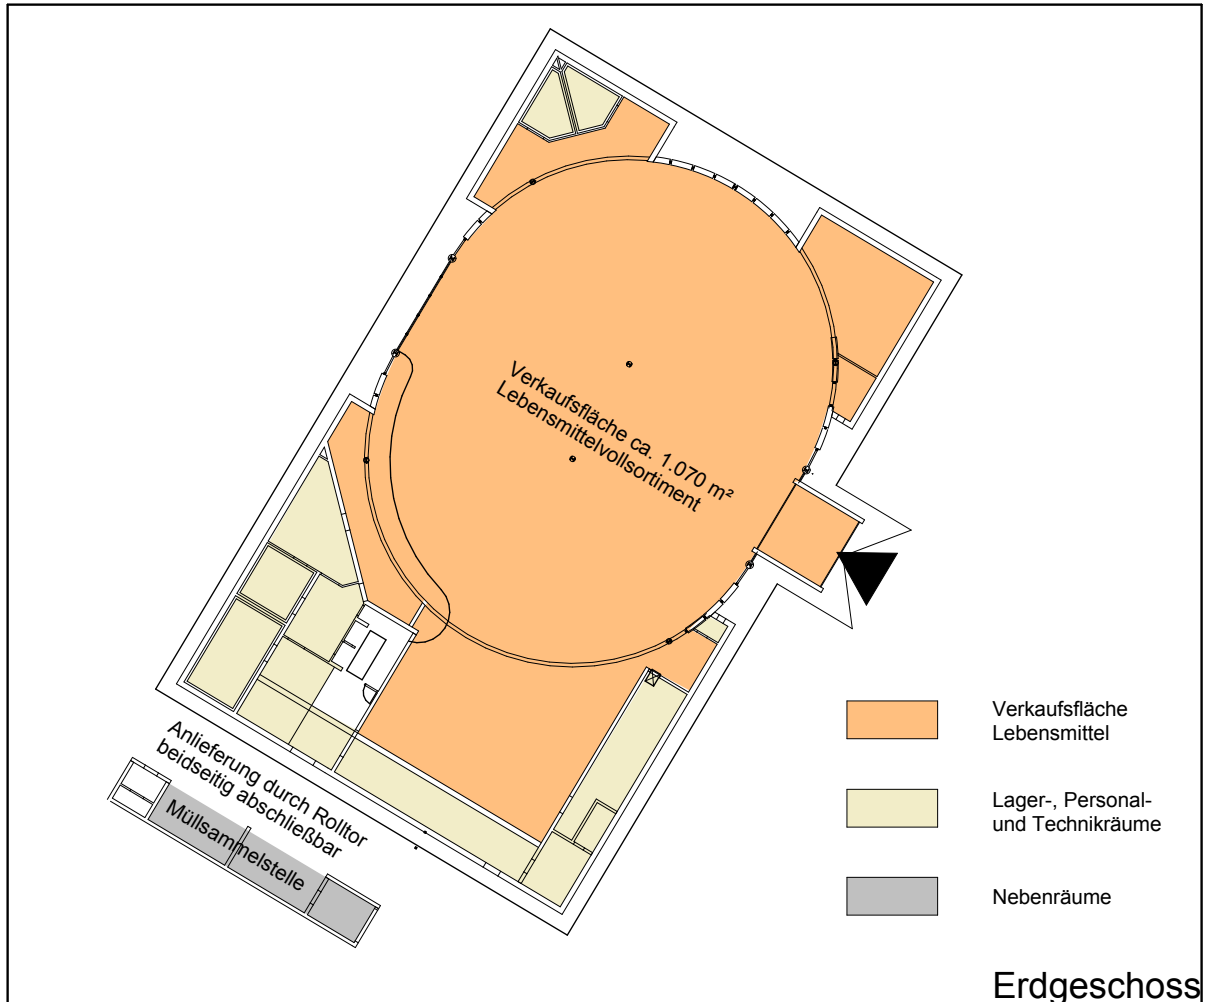 Verkaufsfläche ca. 1.070 m²
Lebensmittelvollsortiment
Anlieferung durch Rolltor
beidseitig abschließbar
Müllsammelstelle
Verkaufsfläche
Lebensmittel
Lager-, Personal-
und Technikräume
Nebenräume
Erdgeschoss